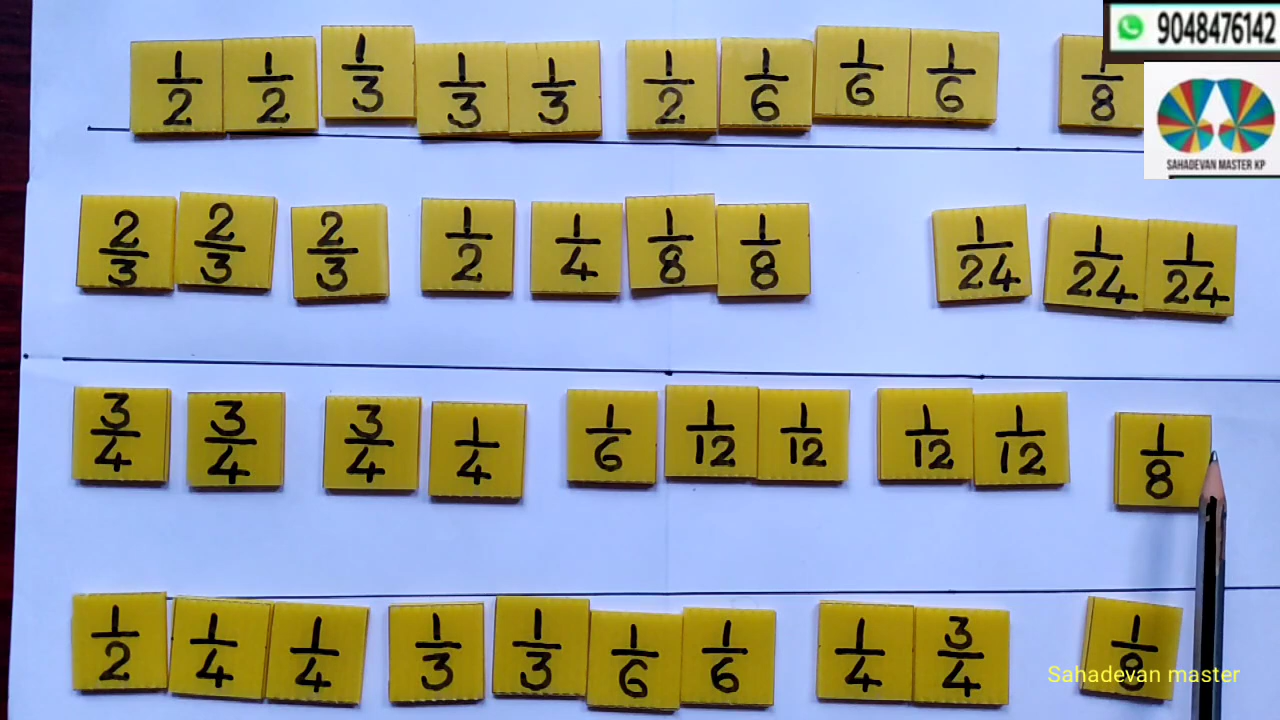 9048476142
1/2 1/2 1/3 1/3 1/3 1/2 1/6 1/6 1/6 1/8
SAHADEVAN MASTER KP
2/3 2/3 2/3 1/2 1/4 1/8 1/8 1/24 1/24 1/24
3/4 3/4 3/4 1/4 1/6 1/12 1/12 1/12 1/12 1/8
1/2 1/4 1/4 1/3 1/3 1/6 1/6 1/4 3/4 1/8
Sahadevan master